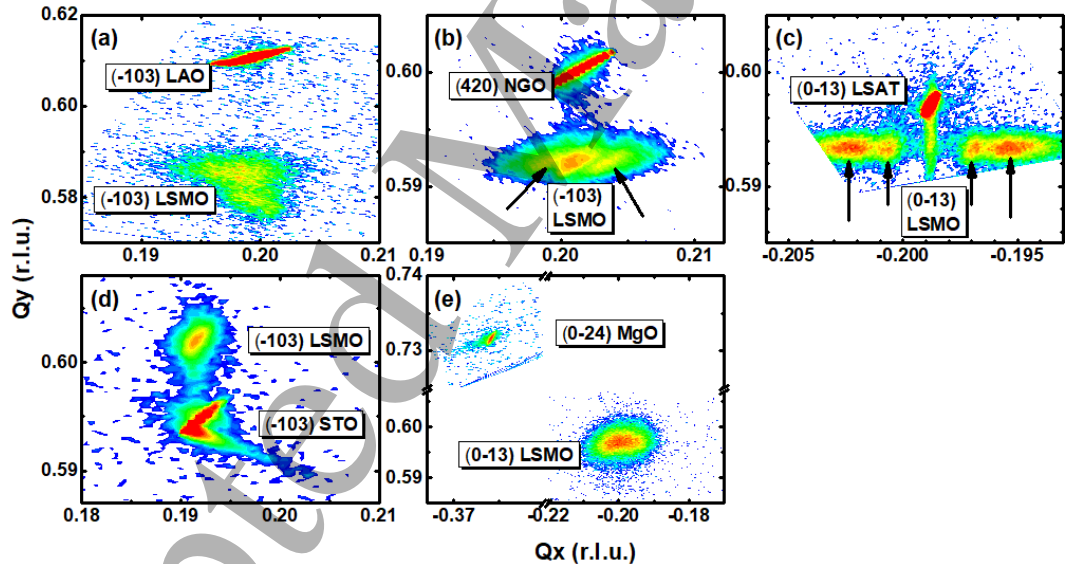 0.62
0.60
0.58
(a)
(-103) LAO
(-103) LSMO
0.19 0.20 0.21
0.60
0.59
(b)
(420) NGO
(-103)
LSMO
0.19 0.20 0.21
0.60
0.59
(c)
(0-13) LSAT
(0-13)
LSMO
-0.205 -0.200 -0.195
Qy (r.l.u.)
0.60
0.59
(d)
(-103) LSMO
(-103) STO
0.18 0.19 0.20 0.21
0.74
0.73
0.60
0.59
(e)
(0-24) MgO
(0-13) LSMO
-0.37 -0.22 -0.20 -0.18
Qx (r.l.u.)